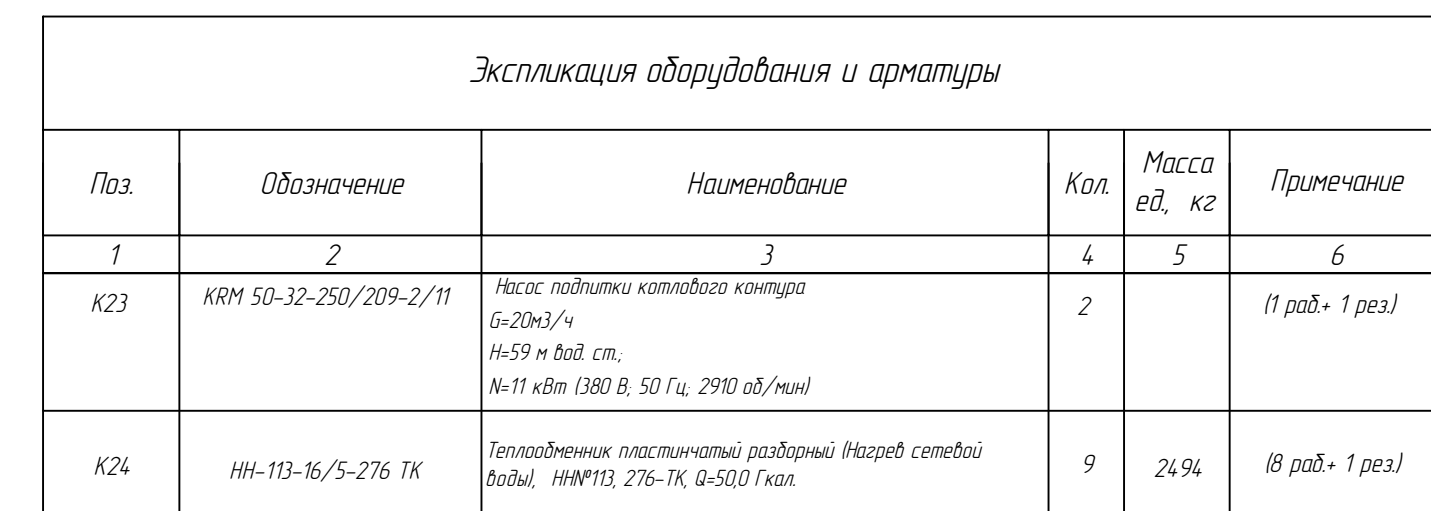 Экспликация оборудования и арматуры
Поз.
Обозначение
Наименование
Кол.
Масса
ед., кг
Примечание
1
2
3
4
5
6
К23
KRM 50-32-250/209-2/11
Насос подпитки котлового контура
G=20м3/ч
Н=59 м вод. ст.;
N=11 кВт (380 В; 50 Гц; 2910 об/мин)
2
(1 раб.+ 1 рез.)
К24
НН-113-16/5-276 ТК
Теплообменник пластинчатый разборный (Нагрев сетевой
воды), НН№113, 276-ТК, Q=50,0 Гкал.
9
2494
(8 раб.+ 1 рез.)